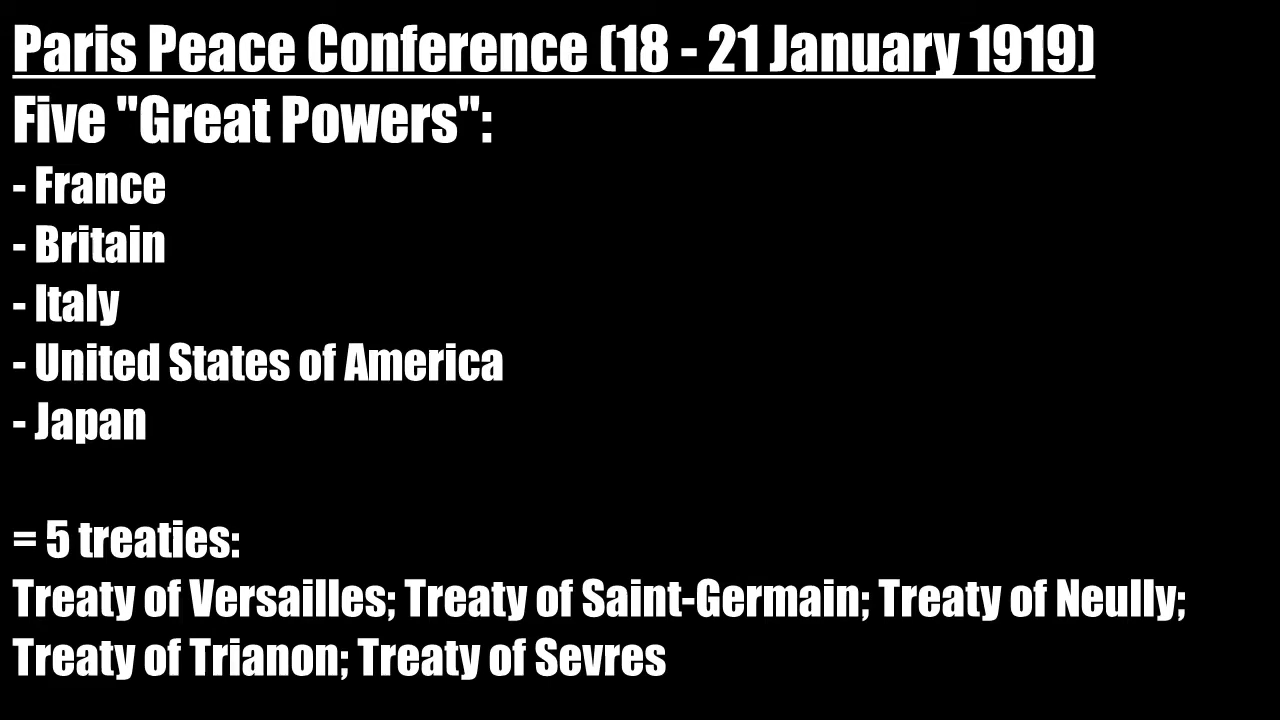 Paris Peace Conference (18 - 21 January 1919)
Five "Great Powers":
- France
- Britain
- Italy
- United States of America
- Japan
= 5 treaties:
Treaty of Versailles; Treaty of Saint-Germain; Treaty of Neully;
Treaty of Trianon; Treaty of Sevres